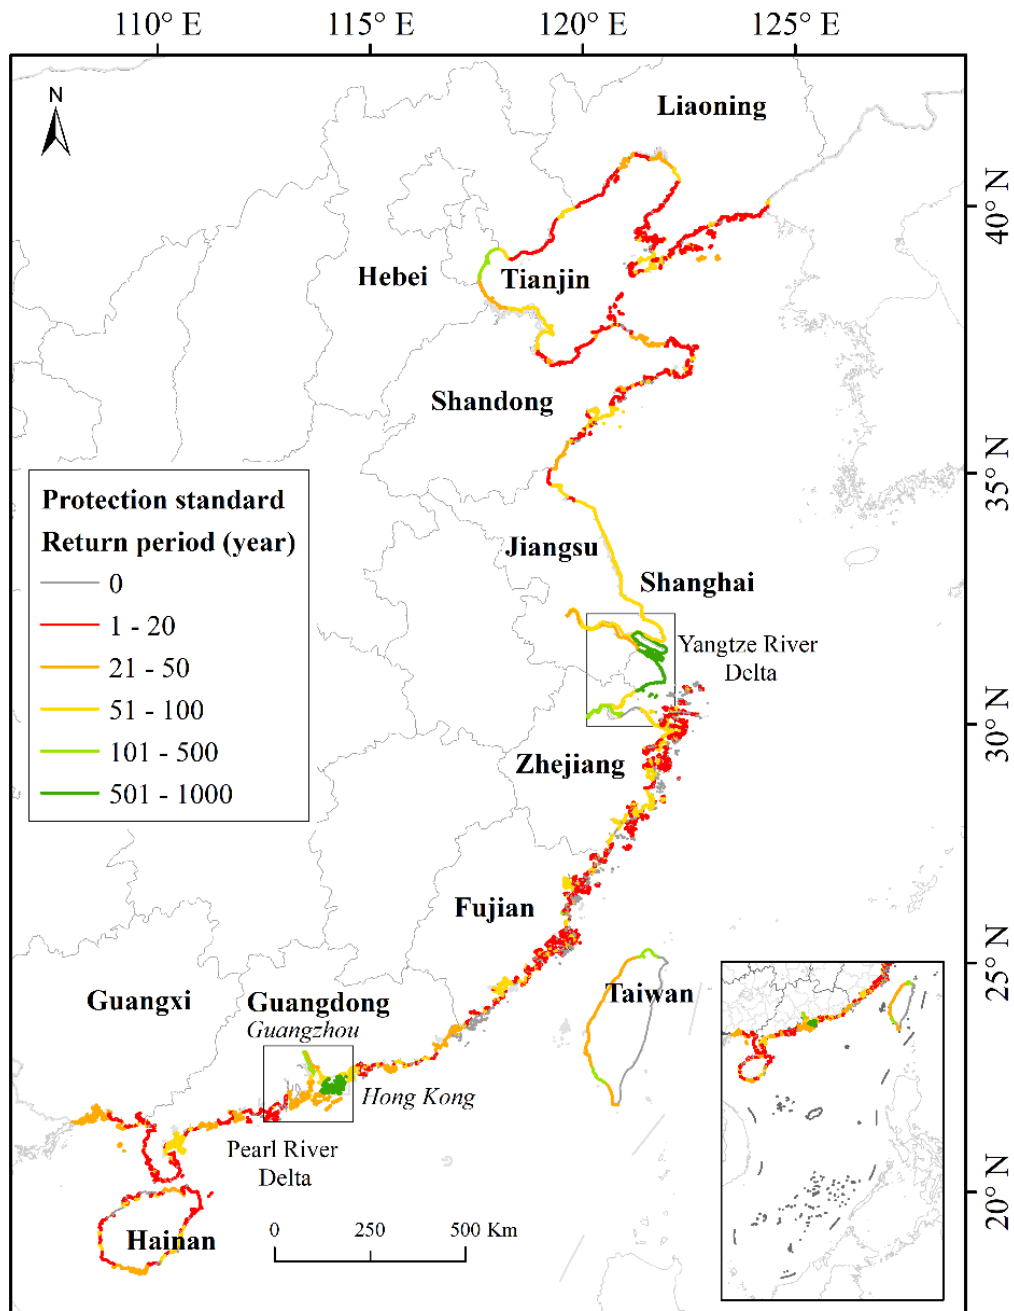 110° E 115° E 120° E 125° E
N
Liaoning
40° N
Hebei
Tianjin
Shandong
35° N
Protection standard
Return period (year)
0
1 - 20
21 - 50
51 - 100
101 - 500
501 - 1000
Jiangsu
Shanghai
Yangtze River
Delta
30° N
Zhejiang
Fujian
25° N
Guangxi
Guangdong
Taiwan
Guangzhou
Hong Kong
Pearl River
Delta
20° N
Hainan
0 250 500 Km